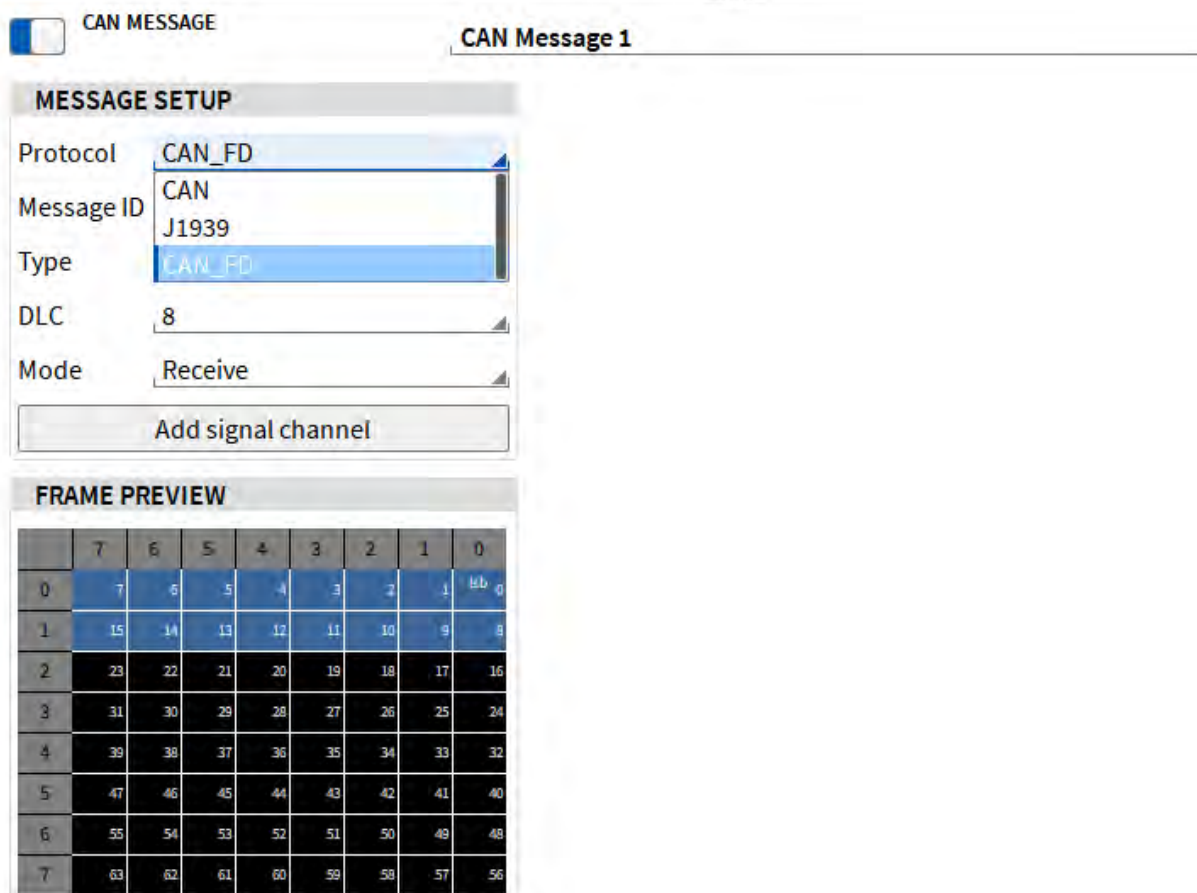 CAN MESSAGE
CAN Message 1
MESSAGE SETUP
Protocol CAN_FD
CAN
Message ID
J1939
Type CAN_FD
DLC 8
Mode Receive
Add signal channel
FRAME PREVIEW
7 6 5 4 3 2 1 0
0 7 6 5 4 3 2 1 lsb 0
1 15 14 13 12 11 10 9 8
2 23 22 21 20 19 18 17 16
3 31 30 29 28 27 26 25 24
4 39 38 37 36 35 34 33 32
5 47 46 45 44 43 42 41 40
6 55 54 53 52 51 50 49 48
7 63 62 61 60 59 58 57 56